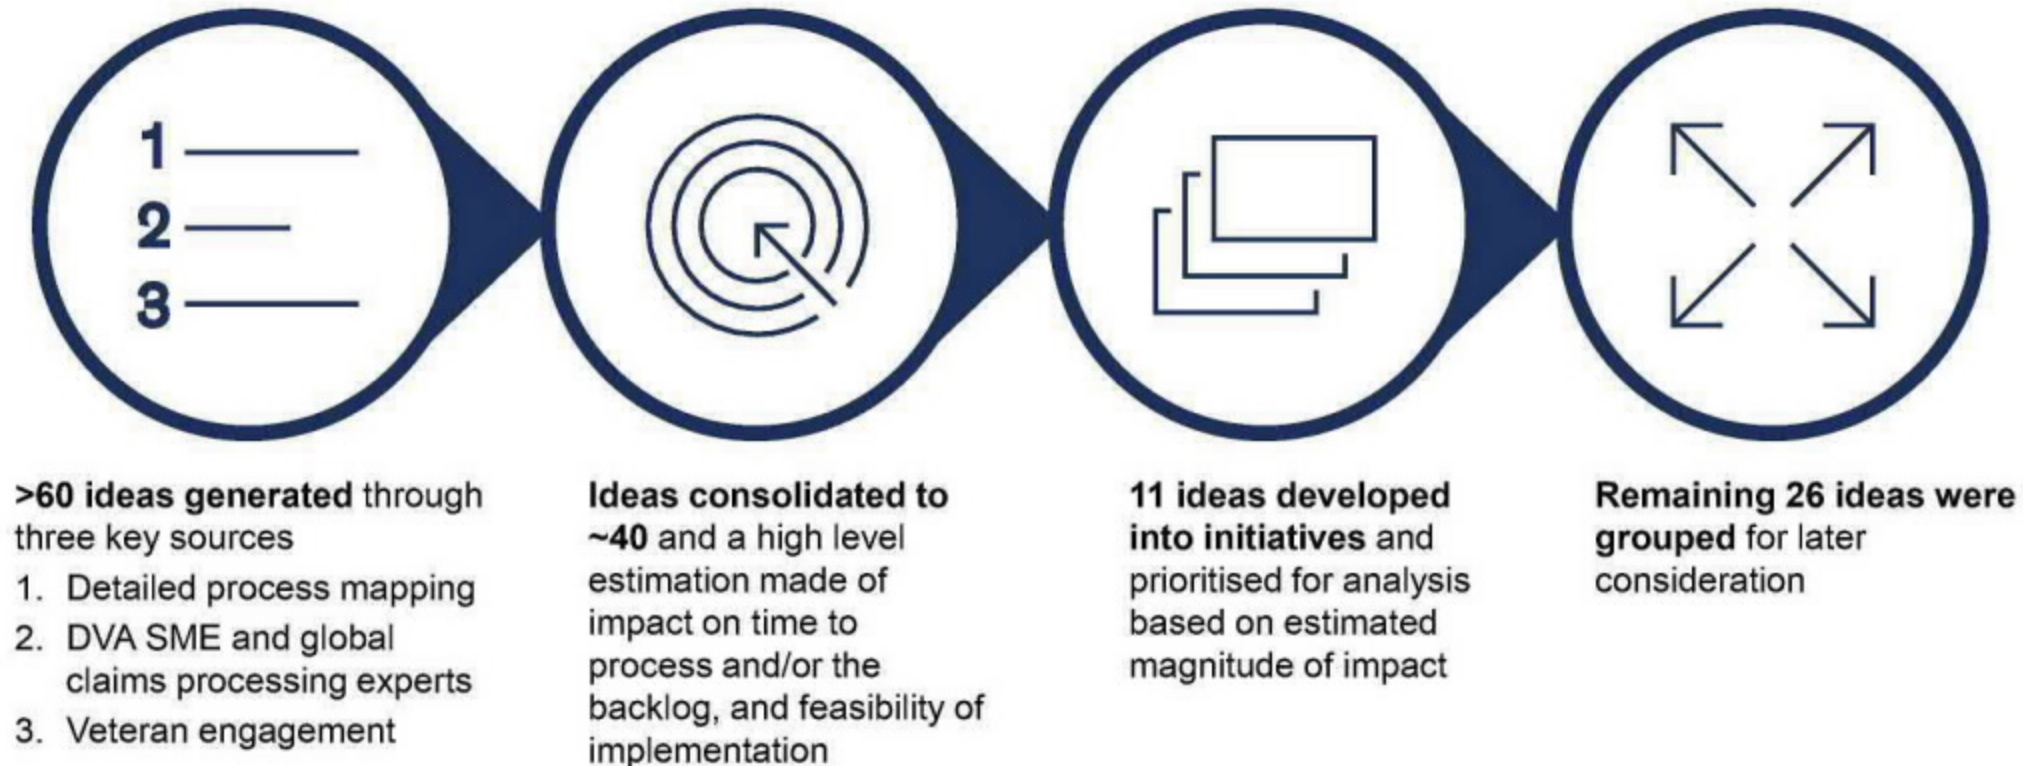 1
2
3
>60 ideas generated through
three key sources
1. Detailed process mapping
2. DVA SME and global
claims processing experts
3. Veteran engagement
Ideas consolidated to
~40 and a high level
estimation made of
impact on time to
process and/or the
backlog, and feasibility of
implementation
11 ideas developed
into initiatives and
prioritised for analysis
based on estimated
magnitude of impact
Remaining 26 ideas were
grouped for later
consideration